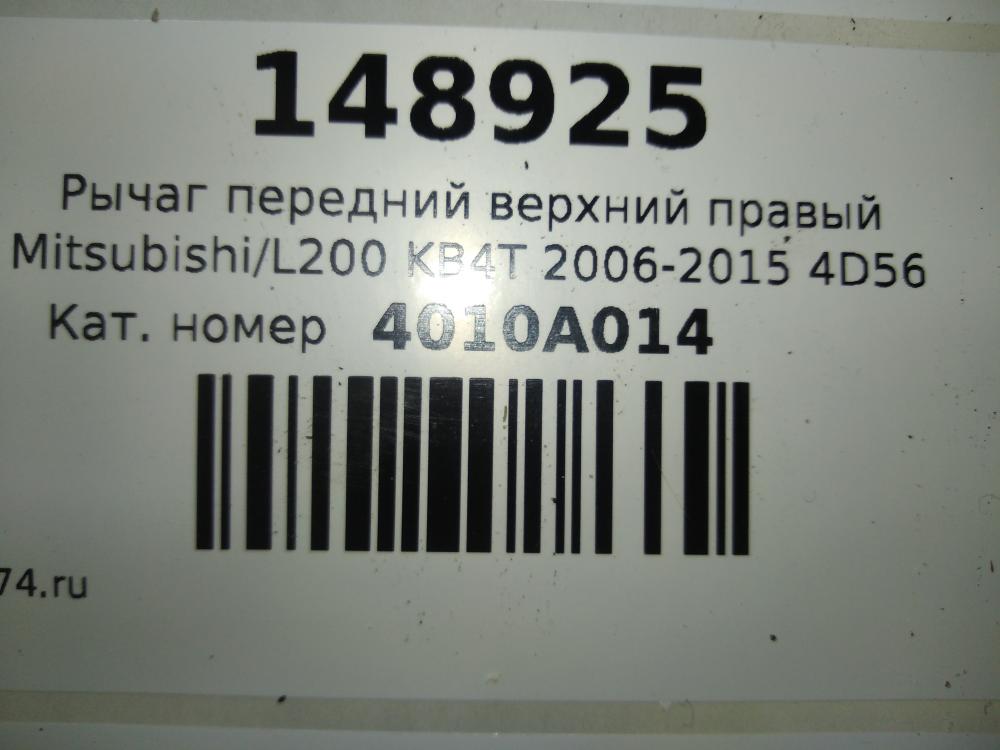 148925
Рычаг передний верхний правый
Mitsubishi/L200 KB4T 2006-2015 4D56
Кат. номер 4010A014
74.ru